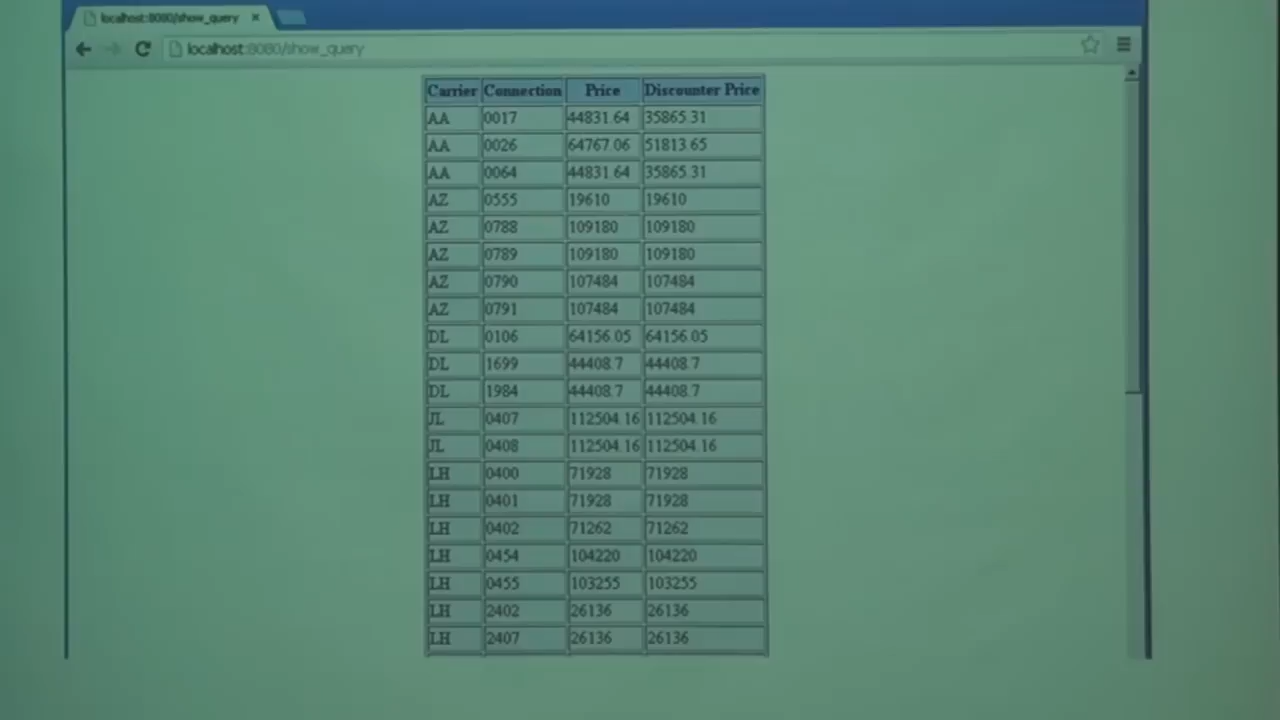 localhost:8080/show_query
localhost:8080/show_query
Carrier Connection Price Discounter Price
AA 0017 44831.64 35865.31
AA 0026 64767.06 51813.65
AA 0064 44831.64 35865.31
AZ 0555 19610 19610
AZ 0788 109180 109180
AZ 0789 109180 109180
AZ 0790 107484 107484
AZ 0791 107484 107484
DL 0106 64156.05 64156.05
DL 1699 44408.7 44408.7
DL 1984 44408.7 44408.7
JL 0407 112504.16 112504.16
JL 0408 112504.16 112504.16
LH 0400 71928 71928
LH 0401 71928 71928
LH 0402 71262 71262
LH 0454 104220 104220
LH 0455 103255 103255
LH 2402 26136 26136
LH 2407 26136 26136